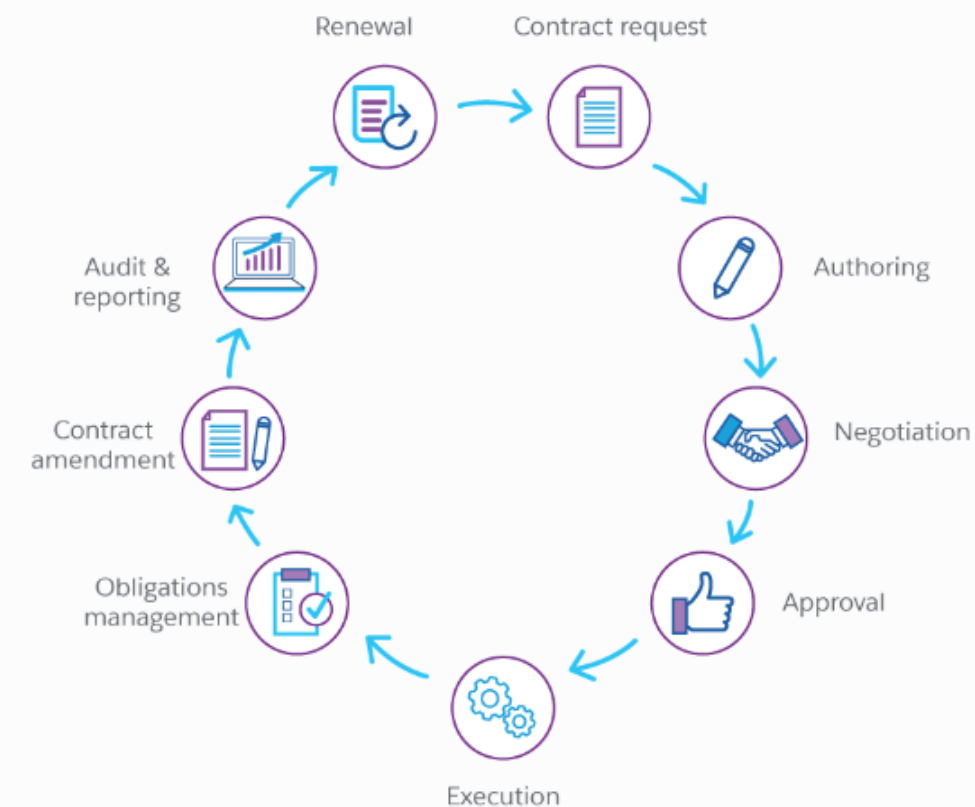 Renewal
Contract request
Authoring
Negotiation
Approval
Execution
Obligations
management
Contract
amendment
Audit &
reporting